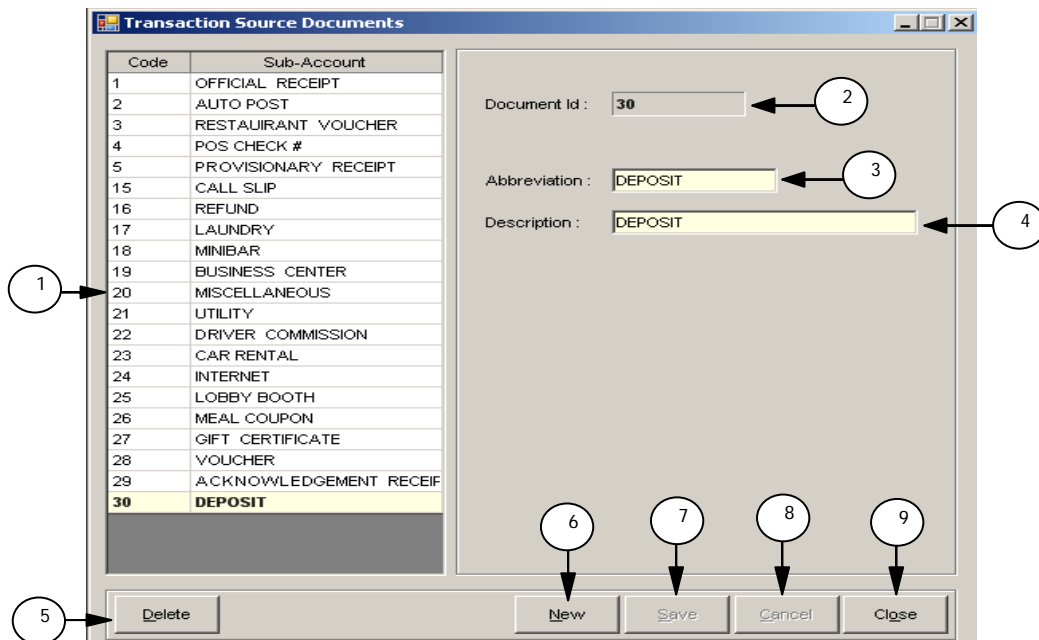 Transaction Source Documents
Code Sub-Account
1 OFFICIAL RECEIPT
2 AUTO POST
3 RESTAUIRANT VOUCHER
4 POS CHECK #
5 PROVISIONARY RECEIPT
15 CALL SLIP
16 REFUND
17 LAUNDRY
18 MINIBAR
19 BUSINESS CENTER
20 MISCELLANEOUS
21 UTILITY
22 DRIVER COMMISSION
23 CAR RENTAL
24 INTERNET
25 LOBBY BOOTH
26 MEAL COUPON
27 GIFT CERTIFICATE
28 VOUCHER
29 ACKNOWLEDGEMENT RECEIF
30 DEPOSIT
1
Document Id : 30
2
Abbreviation : DEPOSIT
3
Description : DEPOSIT
4
6
7
8
9
5
Delete
New
Save
Cancel
Close